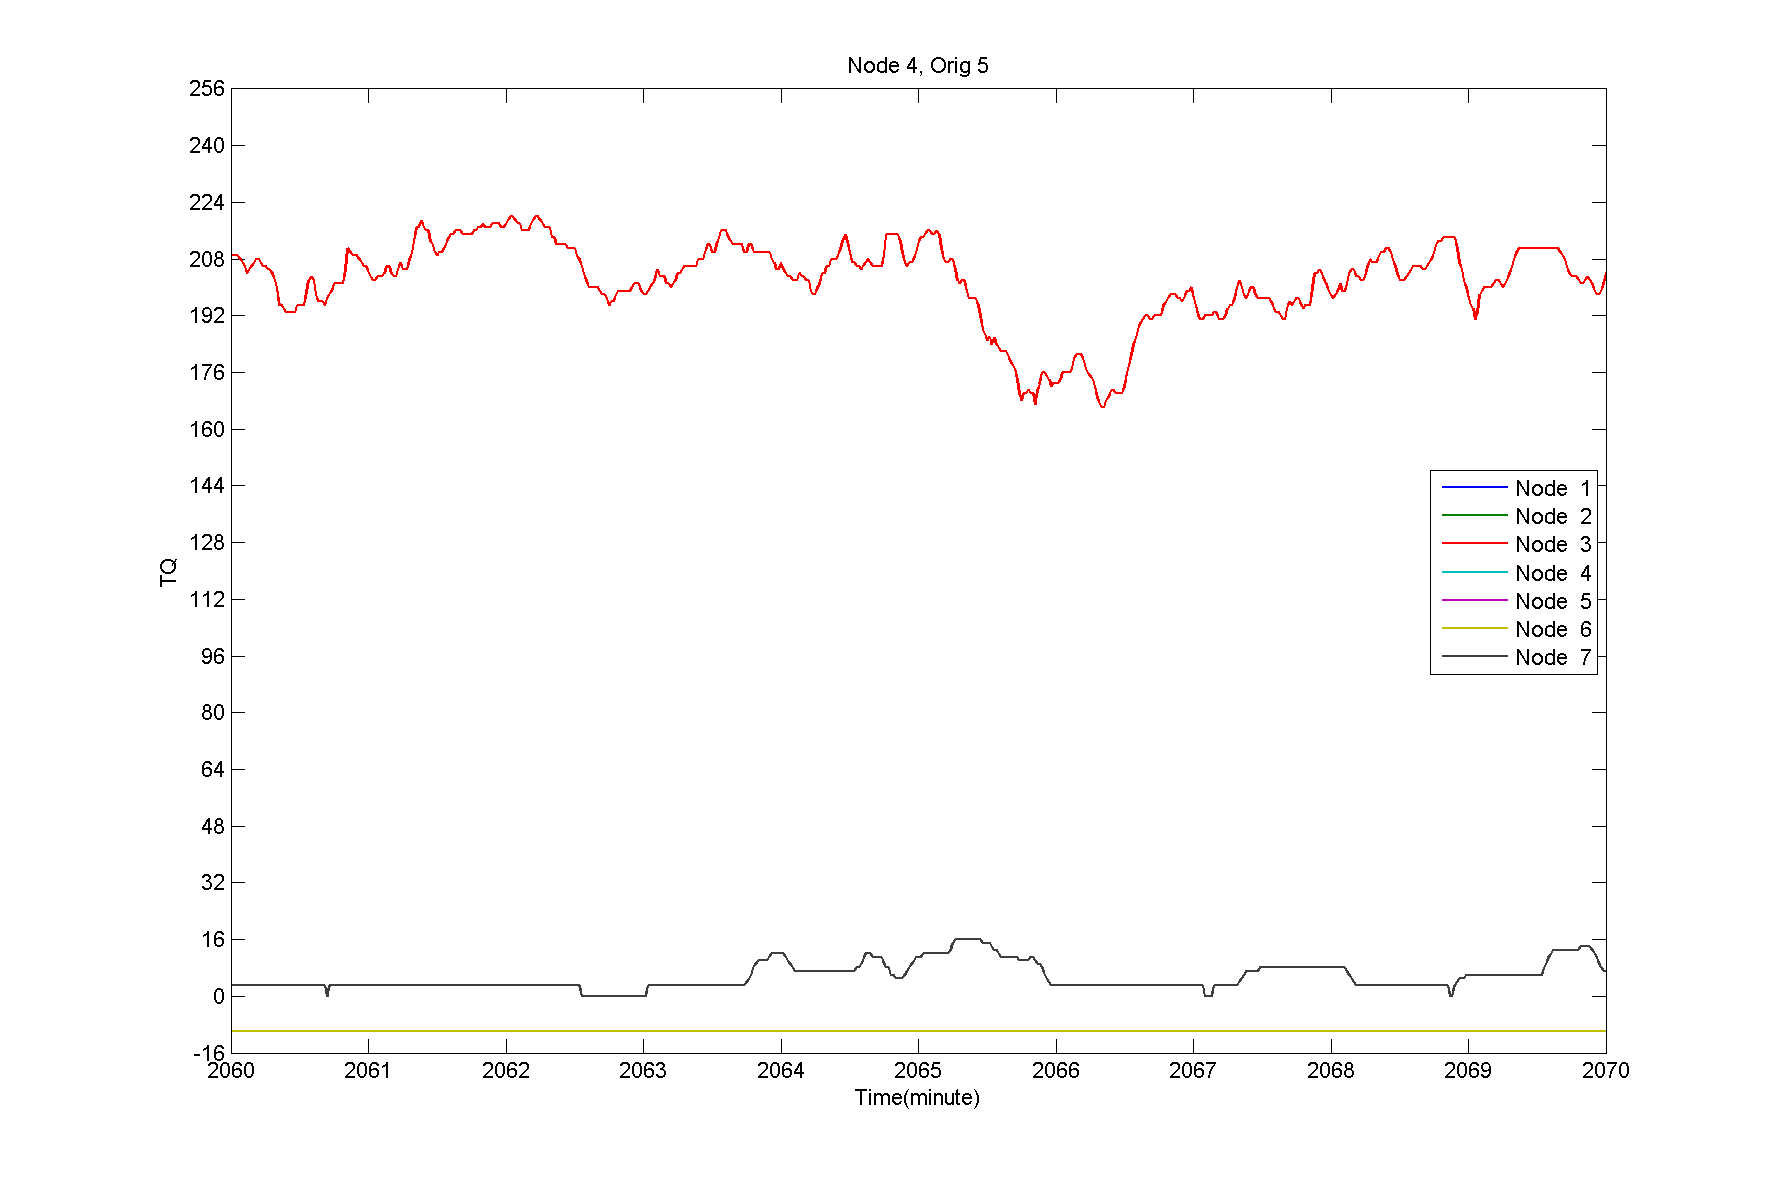 Node 4, Orig 5
256
240
224
208
192
176
160
144
128
112
96
80
64
48
32
16
0
-16
TQ
Node 1
Node 2
Node 3
Node 4
Node 5
Node 6
Node 7
2060 2061 2062 2063 2064 2065 2066 2067 2068 2069 2070
Time(minute)